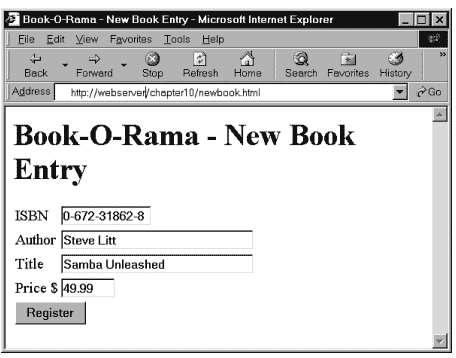 Book-O-Rama - New Book Entry - Microsoft Internet Explorer
File Edit View Favorites Tools Help
Back Forward Stop Refresh Home Search Favorites History »
Address http://webserver/chapter10/newbook.html Go
Book-O-Rama - New Book
Entry
ISBN 0-672-31862-8
Author Steve Litt
Title Samba Unleashed
Price $ 49.99
Register